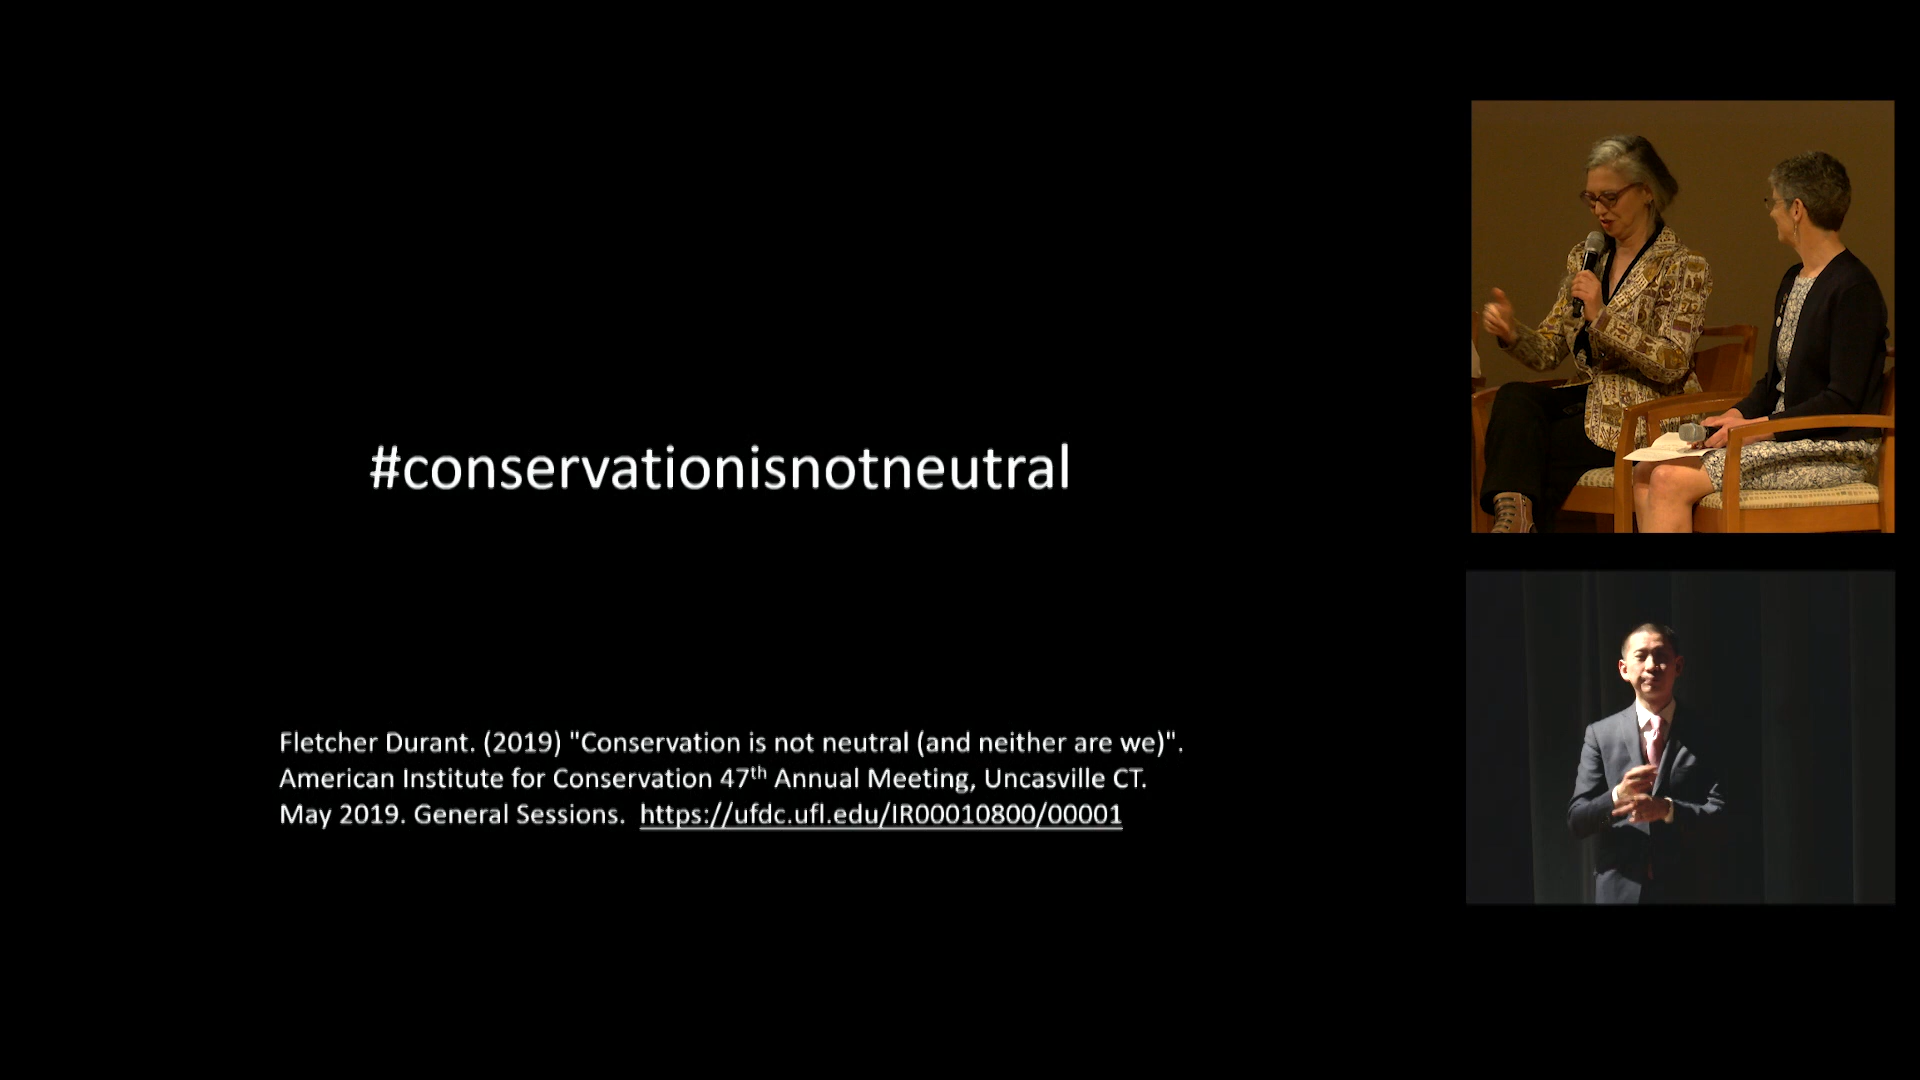 #conservationisnotneutral
Fletcher Durant. (2019) "Conservation is not neutral (and neither are we)".
American Institute for Conservation 47th Annual Meeting, Uncasville CT.
May 2019. General Sessions. https://ufdc.ufl.edu/IR00010800/00001